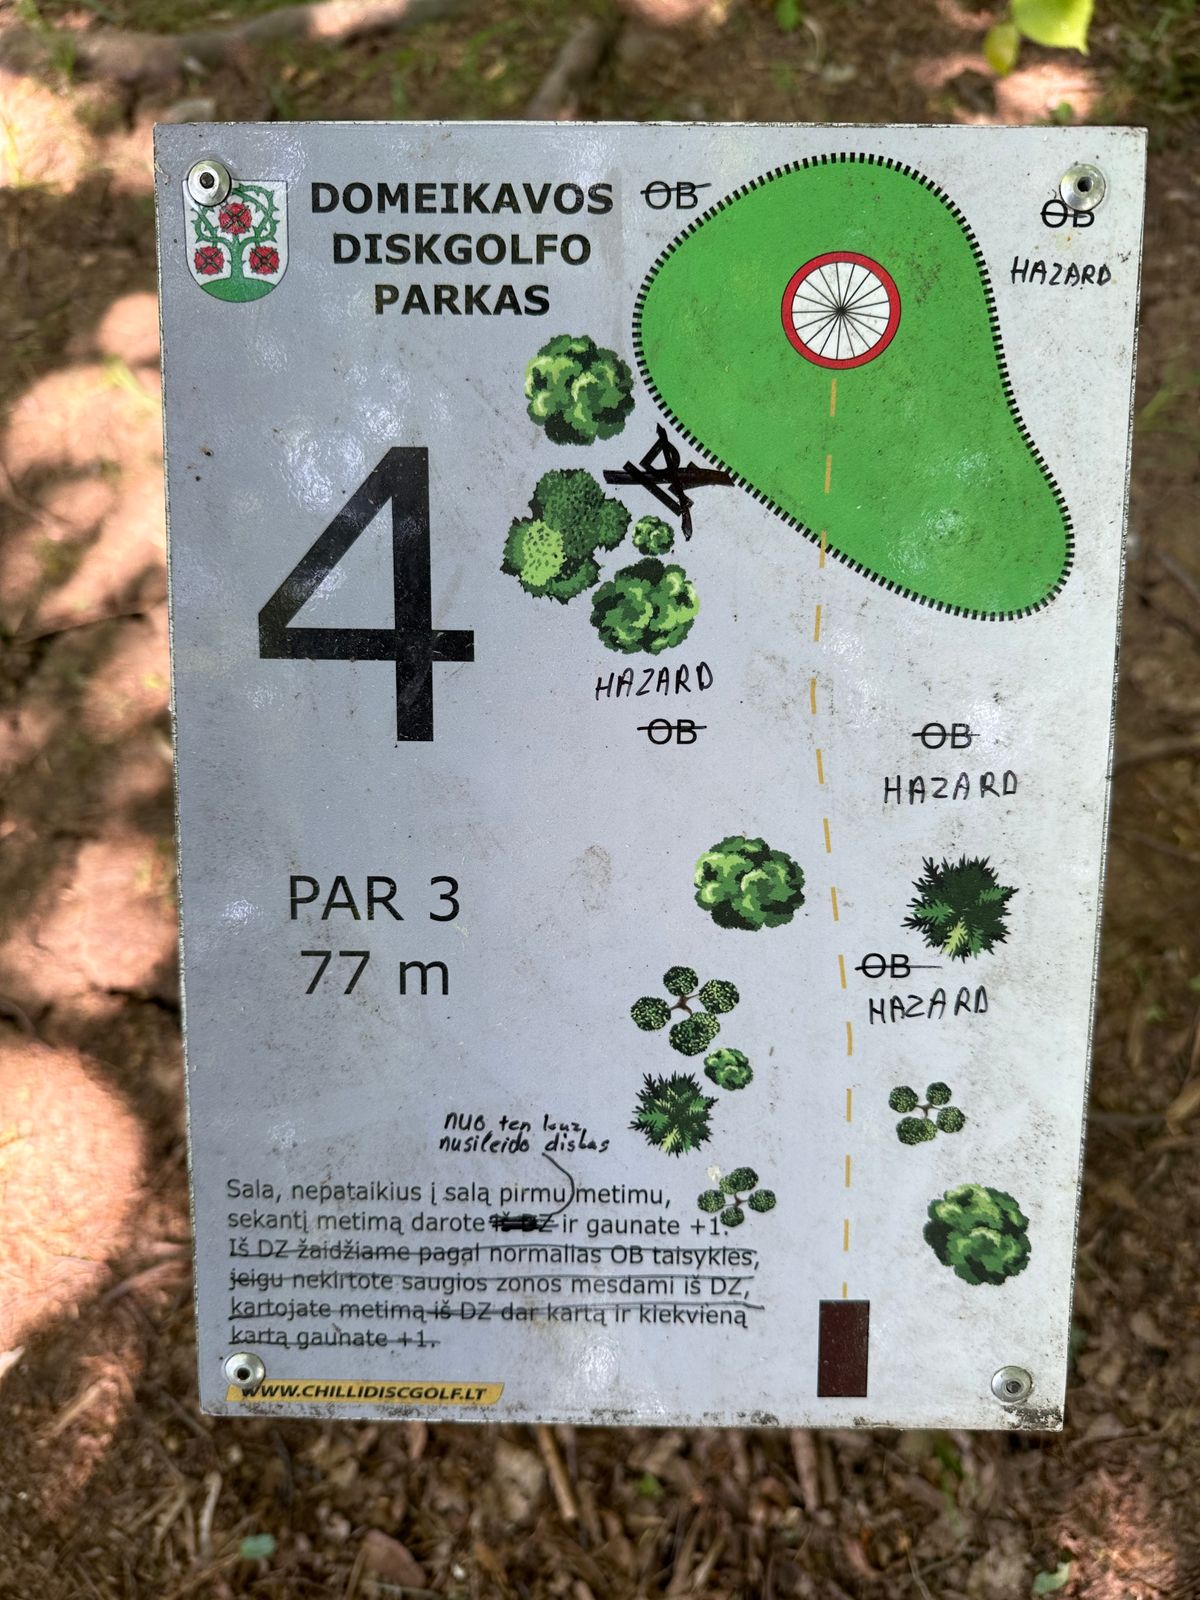 DOMEIKAVOS
DISKGOLFO
PARKAS
OB
OB
HAZARD
4
HAZARD
OB
OB
HAZARD
PAR 3
77 m
OB
HAZARD
nuo ten kur
nusileido diskas
Sala, nepataikius į salą pirmu metimu,
sekantį metimą darote iš DZ ir gaunate +1.
Iš DZ žaidžiame pagal normalias OB taisykles,
jeigu nekirtote saugios zonos mesdami iš DZ,
kartojate metimą iš DZ dar kartą ir kiekvieną
kartą gaunate +1.
WWW.CHILLIDISCGOLF.LT